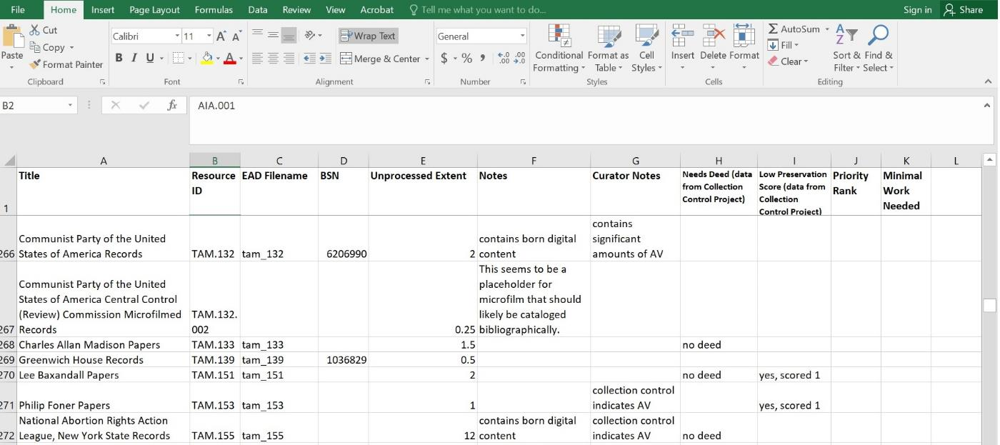 File Home Insert Page Layout Formulas Data Review View Acrobat Tell me what you want to do... Sign in Share
Cut
Copy
Format Painter
Paste
Clipboard
Calibri 11 A A
B I U A
Font
Wrap Text
Merge & Center
Alignment
General
$ % , .0 .00 .00 .0
Number
Conditional Formatting
Format as Table
Cell Styles
Styles
Insert Delete Format
Cells
AutoSum
Fill
Clear
Sort & Filter
Find & Select
Editing
B2 fx AIA.001
A B C D E F G H I J K L
1 Title Resource ID EAD Filename BSN Unprocessed Extent Notes Curator Notes Needs Deed (data from Collection Control Project) Low Preservation Score (data from Collection Control Project) Priority Rank Minimal Work Needed
266 Communist Party of the United States of America Records TAM.132 tam_132 6206990 2 contains born digital content contains significant amounts of AV
267 Communist Party of the United States of America Central Control (Review) Commission Microfilmed Records TAM.132.002 0.25 This seems to be a placeholder for microfilm that should likely be cataloged bibliographically.
268 Charles Allan Madison Papers TAM.133 tam_133 1.5 no deed
269 Greenwich House Records TAM.139 tam_139 1036829 0.5
270 Lee Baxandall Papers TAM.151 tam_151 2 no deed yes, scored 1
271 Philip Foner Papers TAM.153 tam_153 1 collection control indicates AV yes, scored 1
272 National Abortion Rights Action League, New York State Records TAM.155 tam_155 12 contains born digital content collection control indicates AV no deed